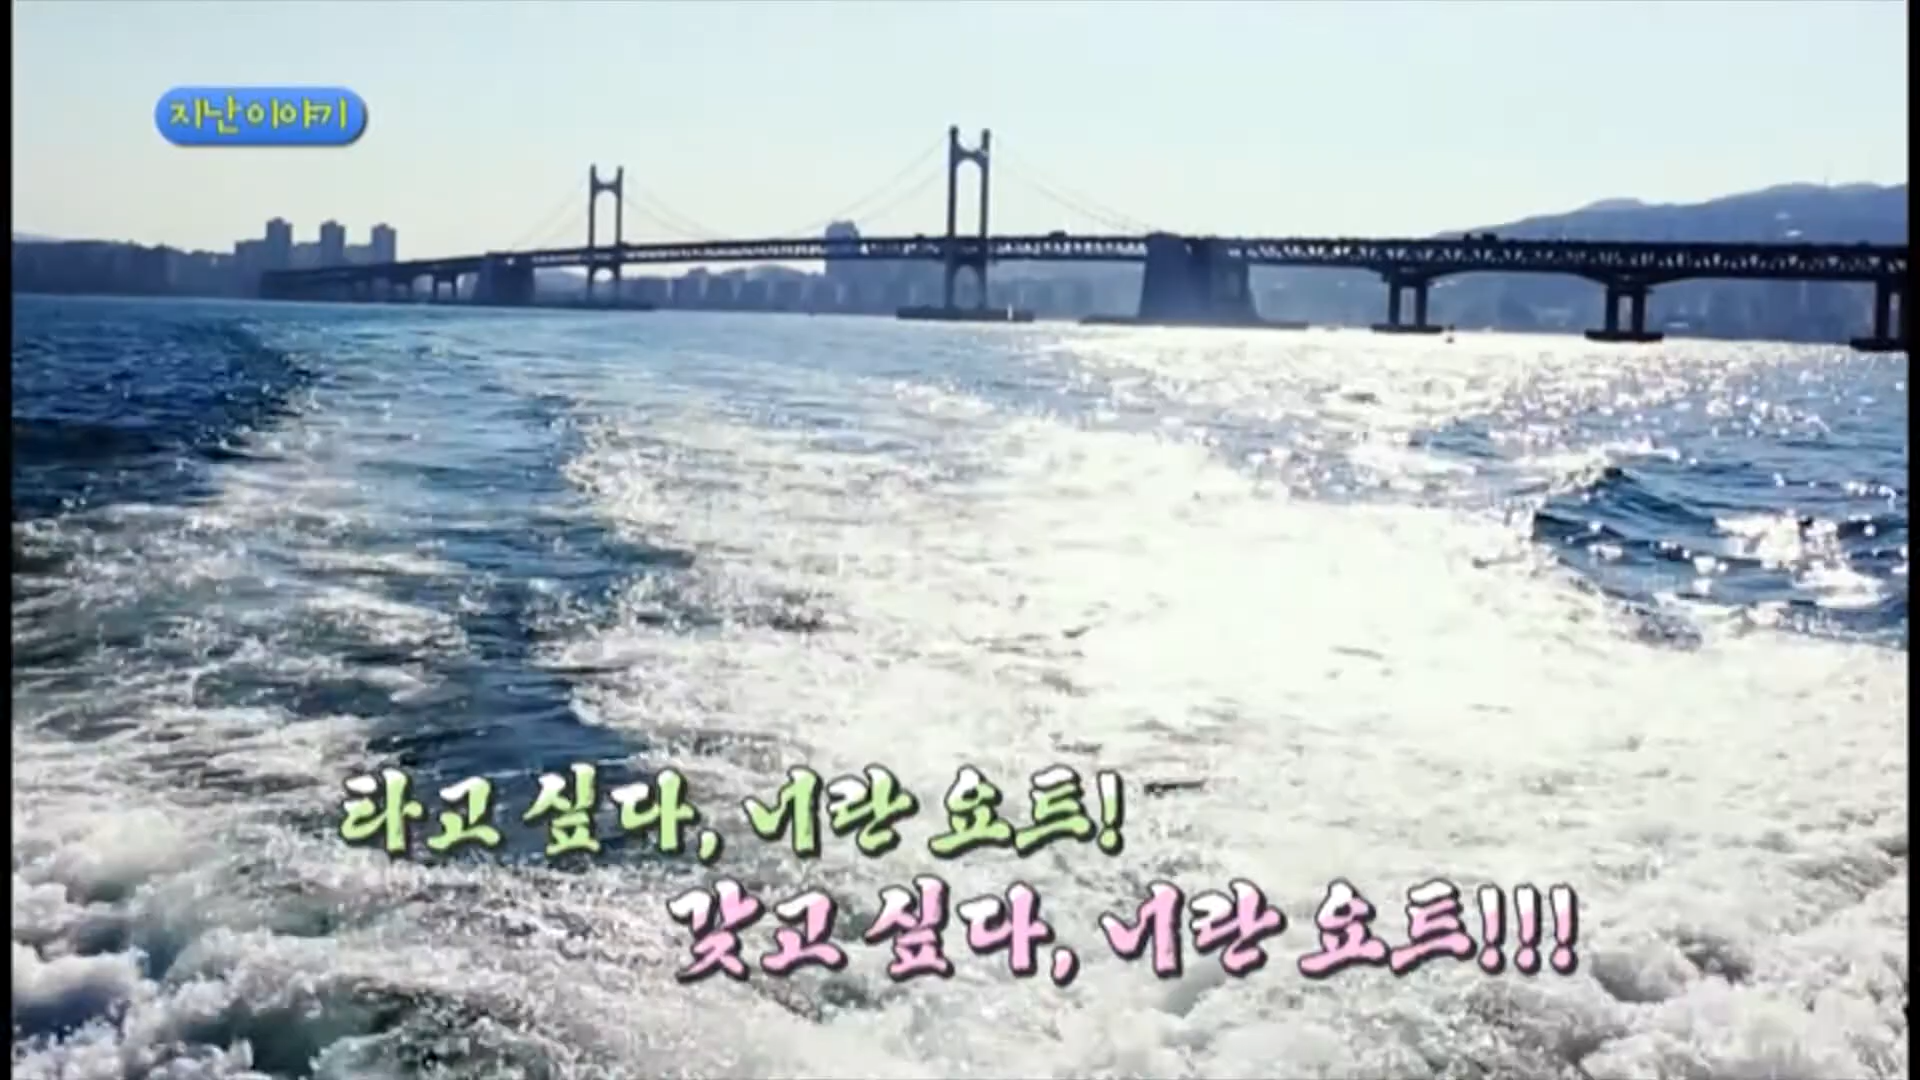 지난이야기
타고 싶다, 너란 요트!
갖고 싶다, 너란 요트!!!